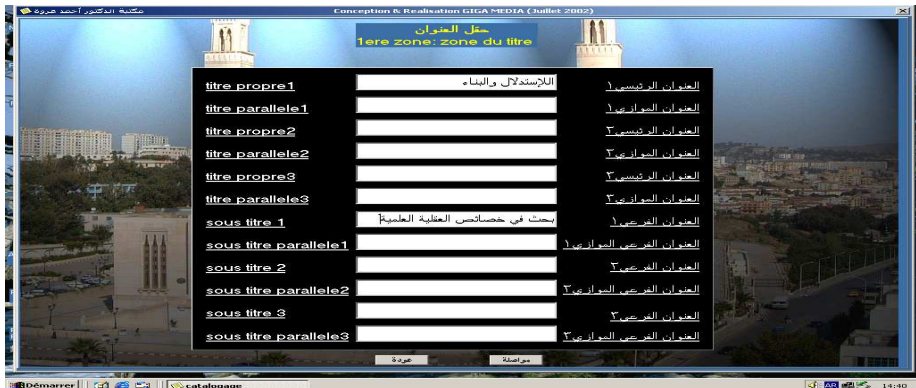 مكتبة الدكتور أحمد عروة
Conception & Realisation GIGA MEDIA (Juillet 2002)
حقل العنوان
1ere zone: zone du titre
titre propre1 اللإستدلال والبناء العنوان الرئيسي١
titre parallele1 العنوان الموازي١
titre propre2 العنوان الرئيسي٢
titre parallele2 العنوان الموازي٢
titre propre3 العنوان الرئيسي٣
titre parallele3 العنوان الموازي٣
sous titre 1 بحث في خصائص العقلية العلمية العنوان الفرعي١
sous titre parallele1 العنوان الفرعي الموازي١
sous titre 2 العنوان الفرعي٢
sous titre parallele2 العنوان الفرعي الموازي٢
sous titre 3 العنوان الفرعي٣
sous titre parallele3 العنوان الفرعي الموازي٣
عودة مواصلة
Démarrer catalogage AR 14:40